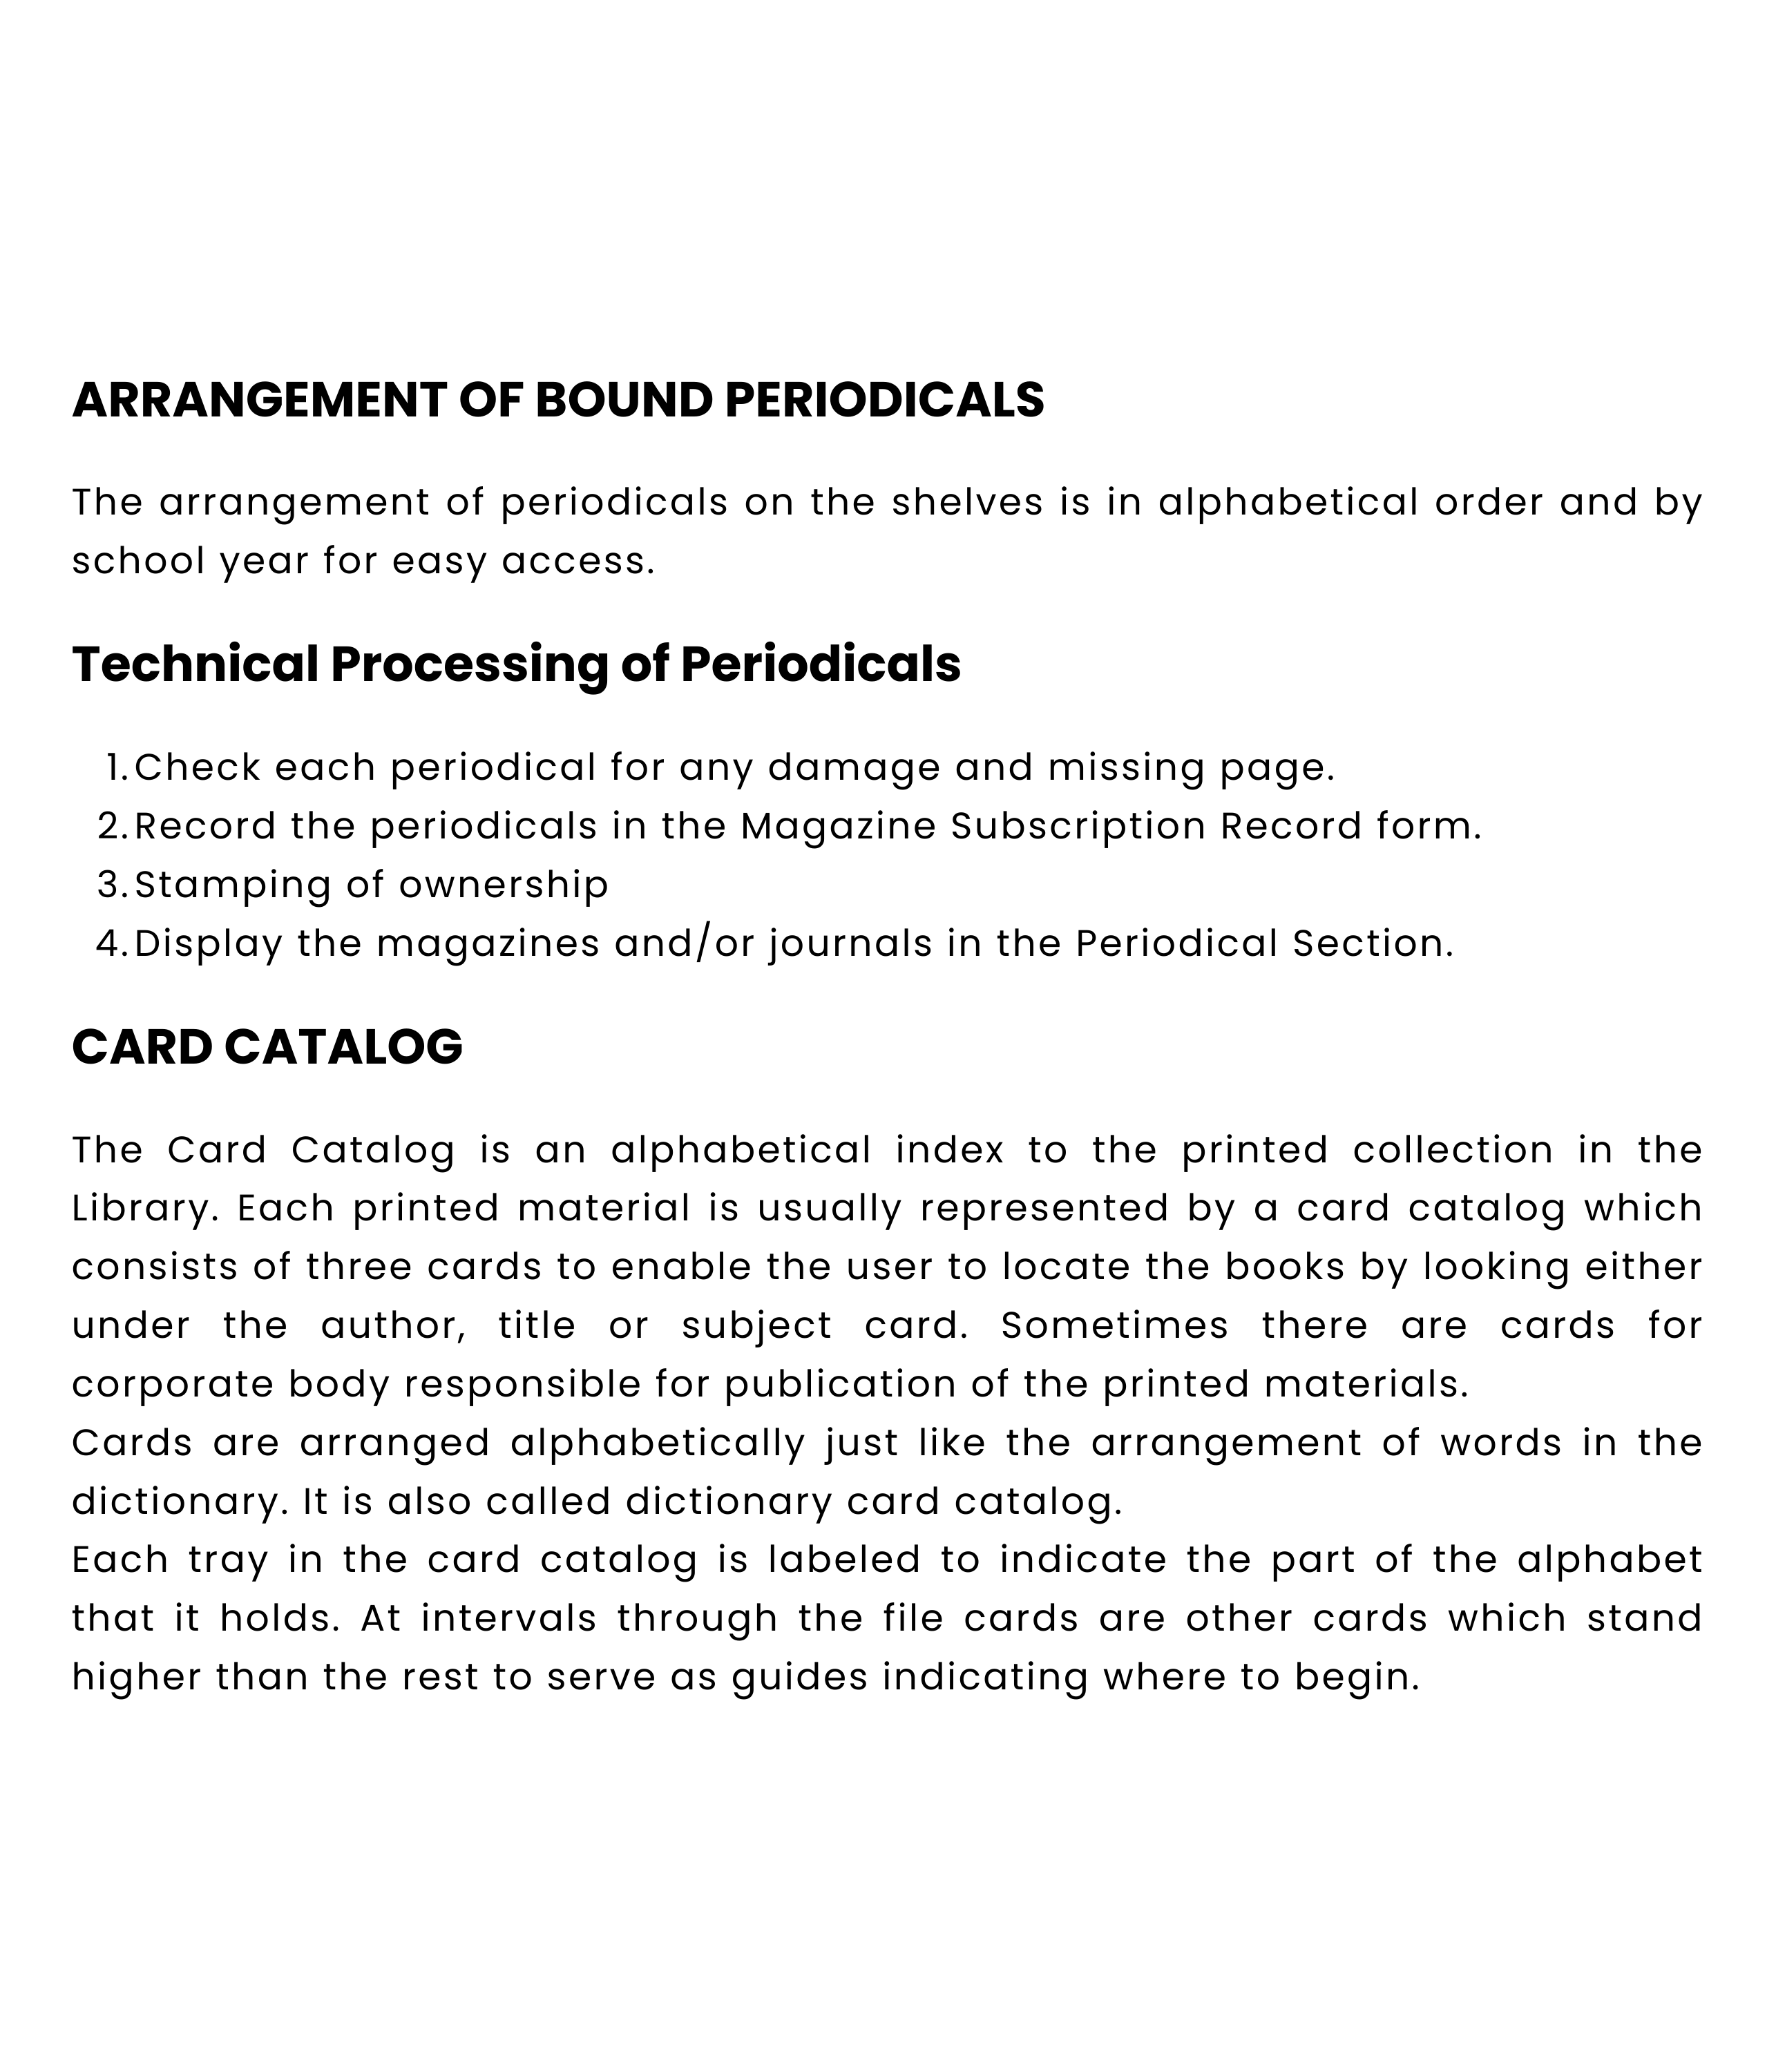 ARRANGEMENT OF BOUND PERIODICALS
The arrangement of periodicals on the shelves is in alphabetical order and by
school year for easy access.
Technical Processing of Periodicals
1. Check each periodical for any damage and missing page.
2. Record the periodicals in the Magazine Subscription Record form.
3. Stamping of ownership
4. Display the magazines and/or journals in the Periodical Section.
CARD CATALOG
The Card Catalog is an alphabetical index to the printed collection in the
Library. Each printed material is usually represented by a card catalog which
consists of three cards to enable the user to locate the books by looking either
under the author, title or subject card. Sometimes there are cards for
corporate body responsible for publication of the printed materials.
Cards are arranged alphabetically just like the arrangement of words in the
dictionary. It is also called dictionary card catalog.
Each tray in the card catalog is labeled to indicate the part of the alphabet
that it holds. At intervals through the file cards are other cards which stand
higher than the rest to serve as guides indicating where to begin.